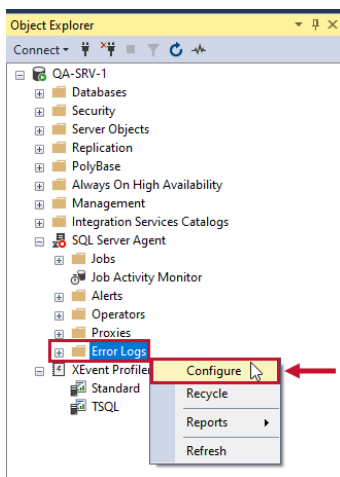 Object Explorer
Connect
QA-SRV-1
Databases
Security
Server Objects
Replication
PolyBase
Always On High Availability
Management
Integration Services Catalogs
SQL Server Agent
Jobs
Job Activity Monitor
Alerts
Operators
Proxies
Error Logs
Configure
XEvent Profiler
Recycle
Standard
TSQL
Reports
Refresh